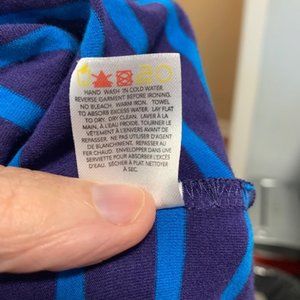 HAND WASH IN COLD WATER.
REVERSE GARMENT BEFORE IRONING.
NO BLEACH. WARM IRON. TOWEL
TO ABSORB EXCESS WATER. LAY FLAT
TO DRY. DRY CLEAN. LAVER À LA
MAIN, À L'EAU FROIDE. TOURNER LE
VÊTEMENT À L'ENVERS AVANT LE
REPASSER. NE PAS UTILISER D'AGENT
DE BLANCHIMENT. REPASSER AU
FER CHAUD. ENVELOPPER DANS UNE
SERVIETTE POUR ABSORBER L'EXCÈS
D'EAU. SÉCHER À PLAT NETTOYER
À SEC.